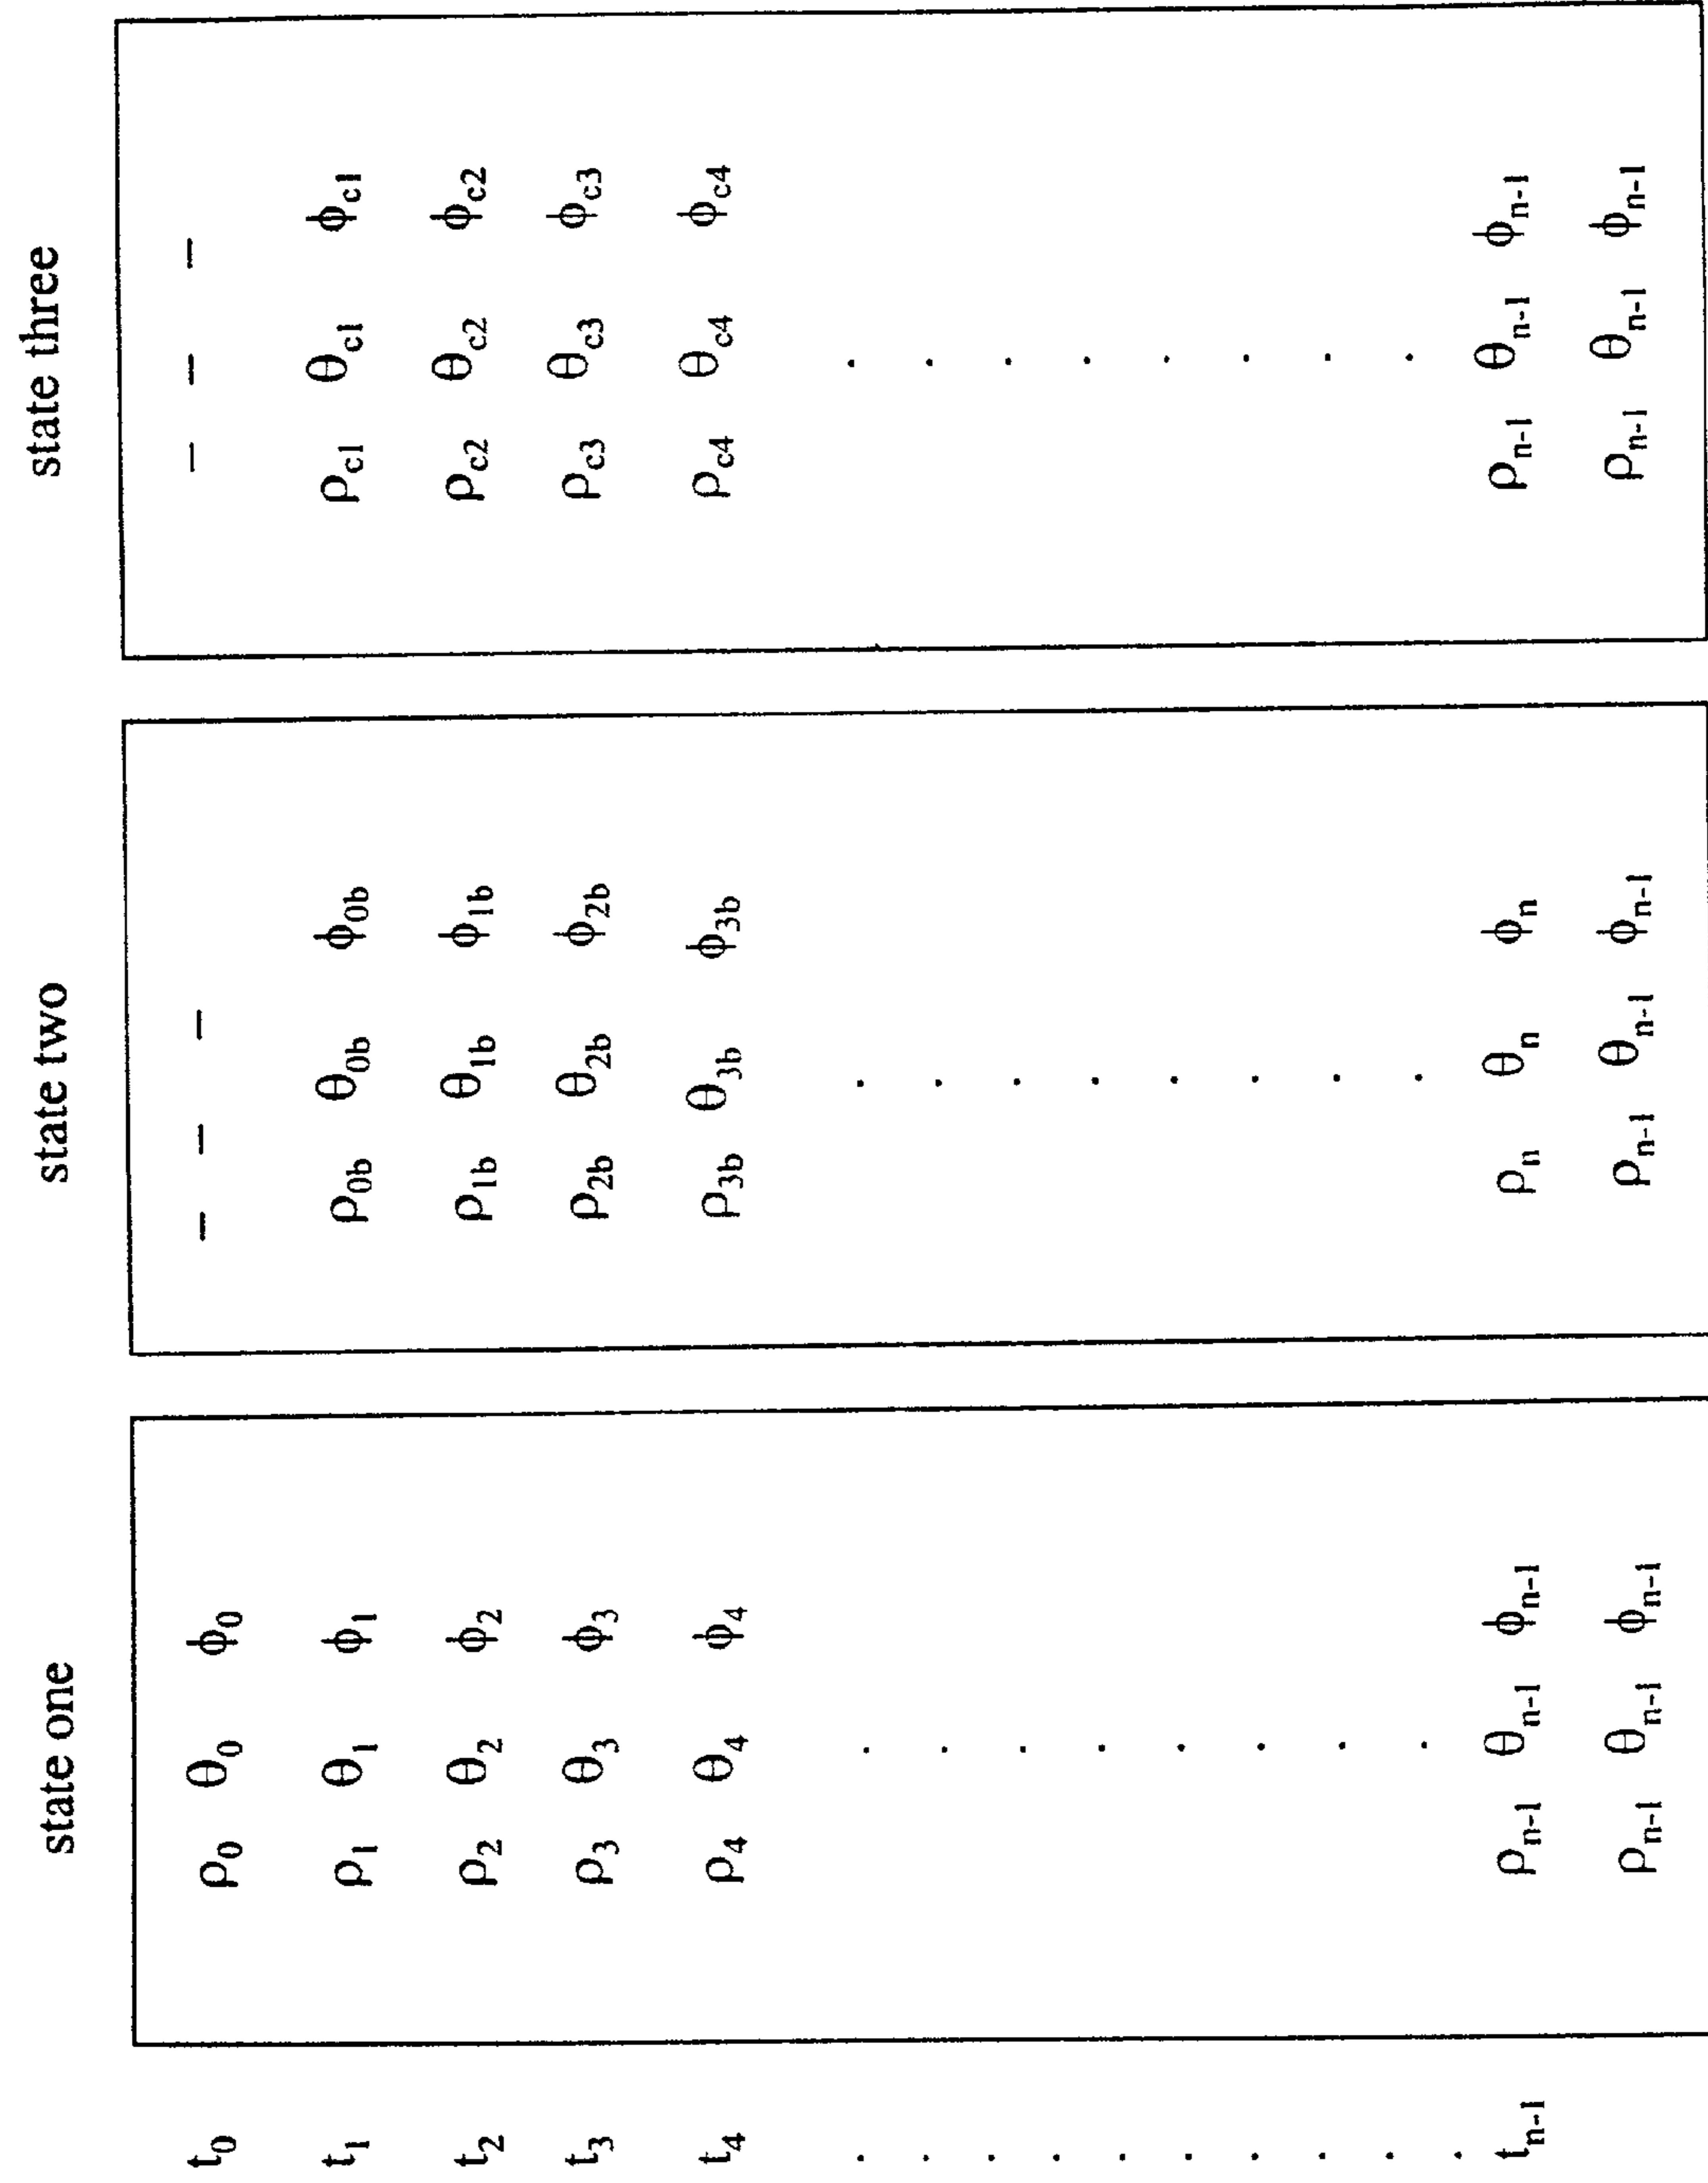 state one state two state three
t₀ ρ₀ θ₀ ϕ₀ – – – – – –
t₁ ρ₁ θ₁ ϕ₁ ρ₀b θ₀b ϕ₀b ρc1 θc1 ϕc1
t₂ ρ₂ θ₂ ϕ₂ ρ₁b θ₁b ϕ₁b ρc2 θc2 ϕc2
t₃ ρ₃ θ₃ ϕ₃ ρ₂b θ₂b ϕ₂b ρc3 θc3 ϕc3
t₄ ρ₄ θ₄ ϕ₄ ρ₃b θ₃b ϕ₃b ρc4 θc4 ϕc4
tn-1 ρn-1 θn-1 ϕn-1 ρn θn ϕn ρn-1 θn-1 ϕn-1
ρn-1 θn-1 ϕn-1 ρn-1 θn-1 ϕn-1 ρn-1 θn-1 ϕn-1